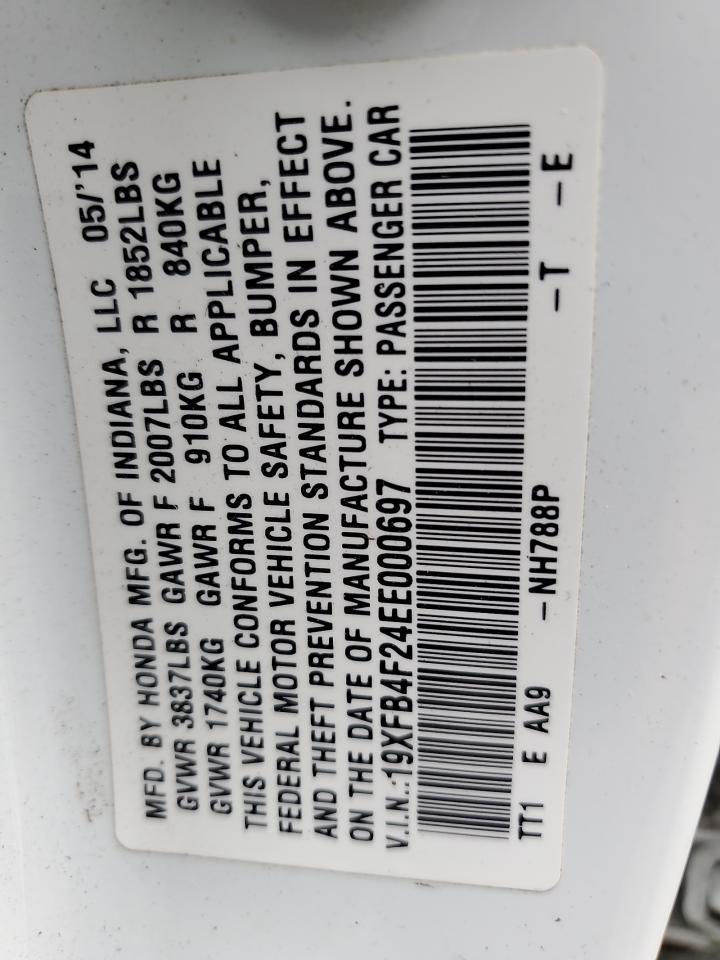 MFD. BY HONDA MFG. OF INDIANA, LLC 05/'14
GVWR 3837LBS GAWR F 2007LBS R 1852LBS
GVWR 1740KG GAWR F 910KG R 840KG
THIS VEHICLE CONFORMS TO ALL APPLICABLE
FEDERAL MOTOR VEHICLE SAFETY, BUMPER,
AND THEFT PREVENTION STANDARDS IN EFFECT
ON THE DATE OF MANUFACTURE SHOWN ABOVE.
V.I.N.:19XFB4F24EE000697 TYPE: PASSENGER CAR
TT1 E AA9 –NH788P –T –E